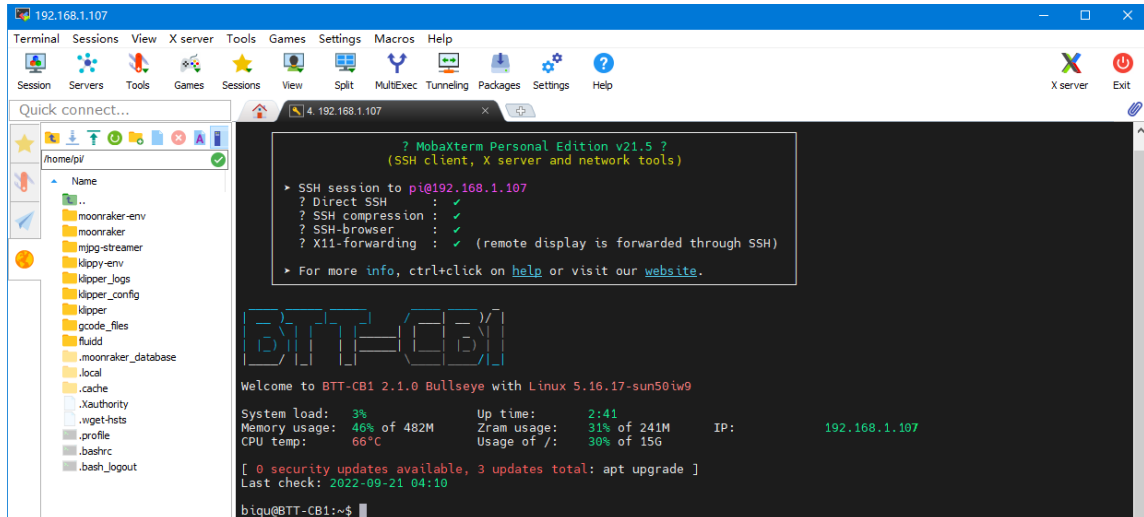 192.168.1.107
Terminal Sessions View X server Tools Games Settings Macros Help
Session Servers Tools Games Sessions View Split MultiExec Tunneling Packages Settings Help X server Exit
Quick connect...
4. 192.168.1.107
/home/pi/
Name
..
moonraker-env
moonraker
mjpg-streamer
klippy-env
klipper_logs
klipper_config
klipper
gcode_files
fluidd
.moonraker_database
.local
.cache
.Xauthority
.wget-hsts
.profile
.bashrc
.bash_logout
? MobaXterm Personal Edition v21.5 ?
(SSH client, X server and network tools)
➤ SSH session to pi@192.168.1.107
? Direct SSH : ✔
? SSH compression : ✔
? SSH-browser : ✔
? X11-forwarding : ✔ (remote display is forwarded through SSH)
➤ For more info, ctrl+click on help or visit our website.
BTT-CB1
Welcome to BTT-CB1 2.1.0 Bullseye with Linux 5.16.17-sun50iw9
System load: 3% Up time: 2:41
Memory usage: 46% of 482M Zram usage: 31% of 241M IP: 192.168.1.107
CPU temp: 66°C Usage of /: 30% of 15G
[ 0 security updates available, 3 updates total: apt upgrade ]
Last check: 2022-09-21 04:10
biqu@BTT-CB1:~$